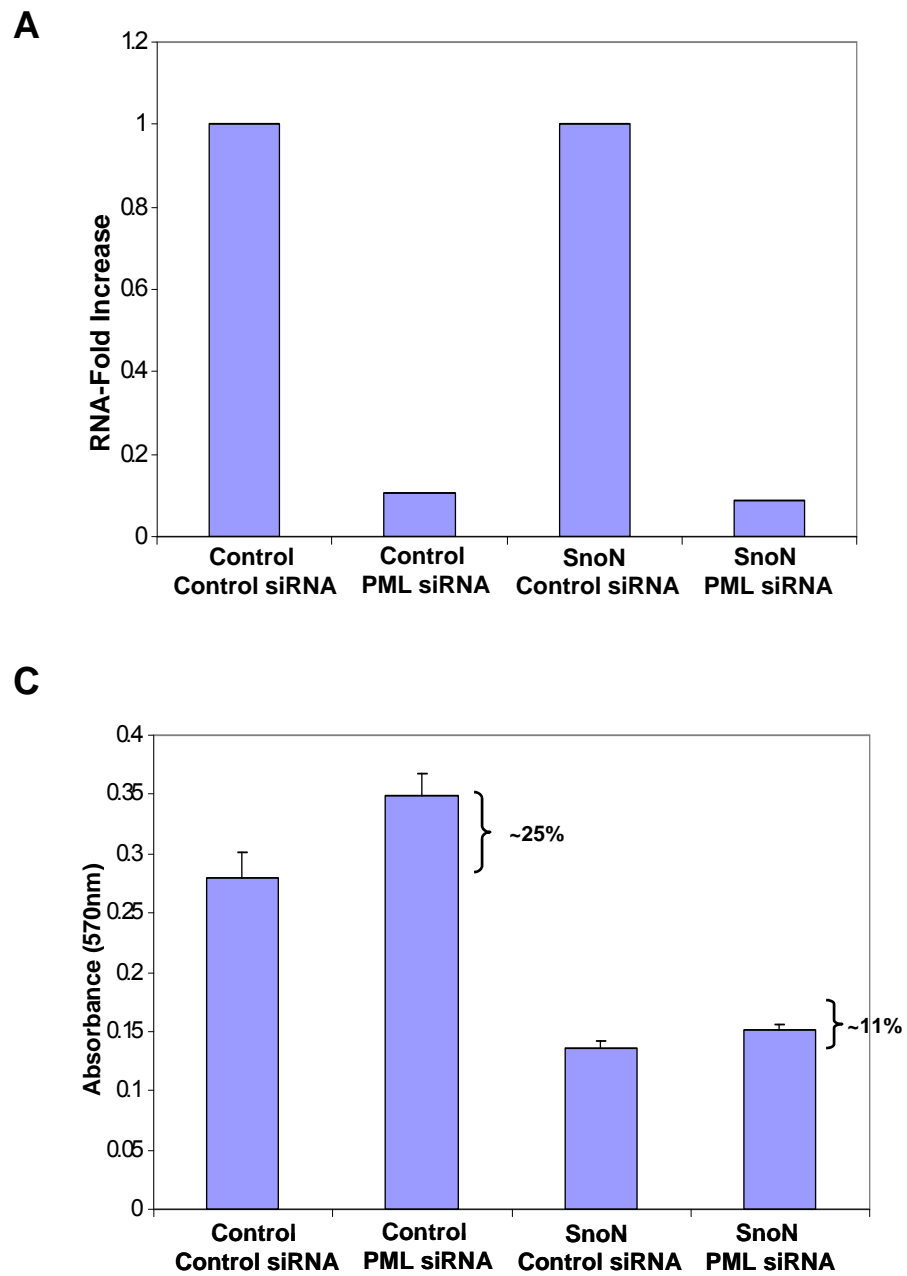 A
1.2
1
0.8
0.6
0.4
0.2
0
RNA-Fold Increase
Control
Control siRNA
Control
PML siRNA
SnoN
Control siRNA
SnoN
PML siRNA
C
0.4
0.35
0.3
0.25
0.2
0.15
0.1
0.05
0
Absorbance (570nm)
~25%
~11%
Control
Control siRNA
Control
PML siRNA
SnoN
Control siRNA
SnoN
PML siRNA